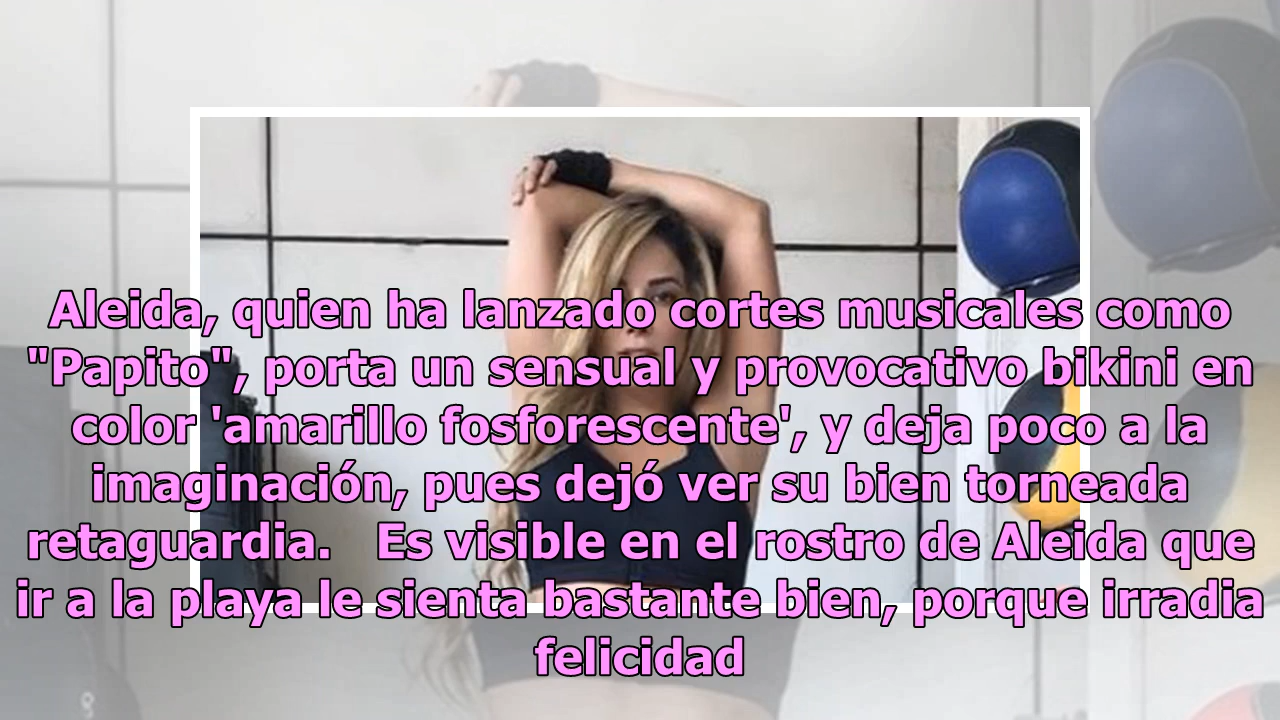 Aleida, quien ha lanzado cortes musicales como
"Papito", porta un sensual y provocativo bikini en
color 'amarillo fosforescente', y deja poco a la
imaginación, pues dejó ver su bien torneada
retaguardia. Es visible en el rostro de Aleida que
ir a la playa le sienta bastante bien, porque irradia
felicidad